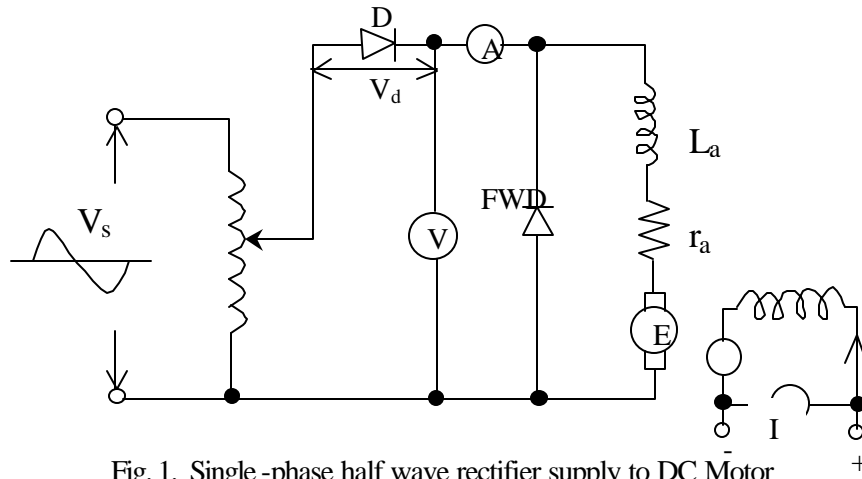 D
A
V_d
L_a
V_s
FWD
V
r_a
E
I
-
+
Fig. 1. Single-phase half wave rectifier supply to DC Motor